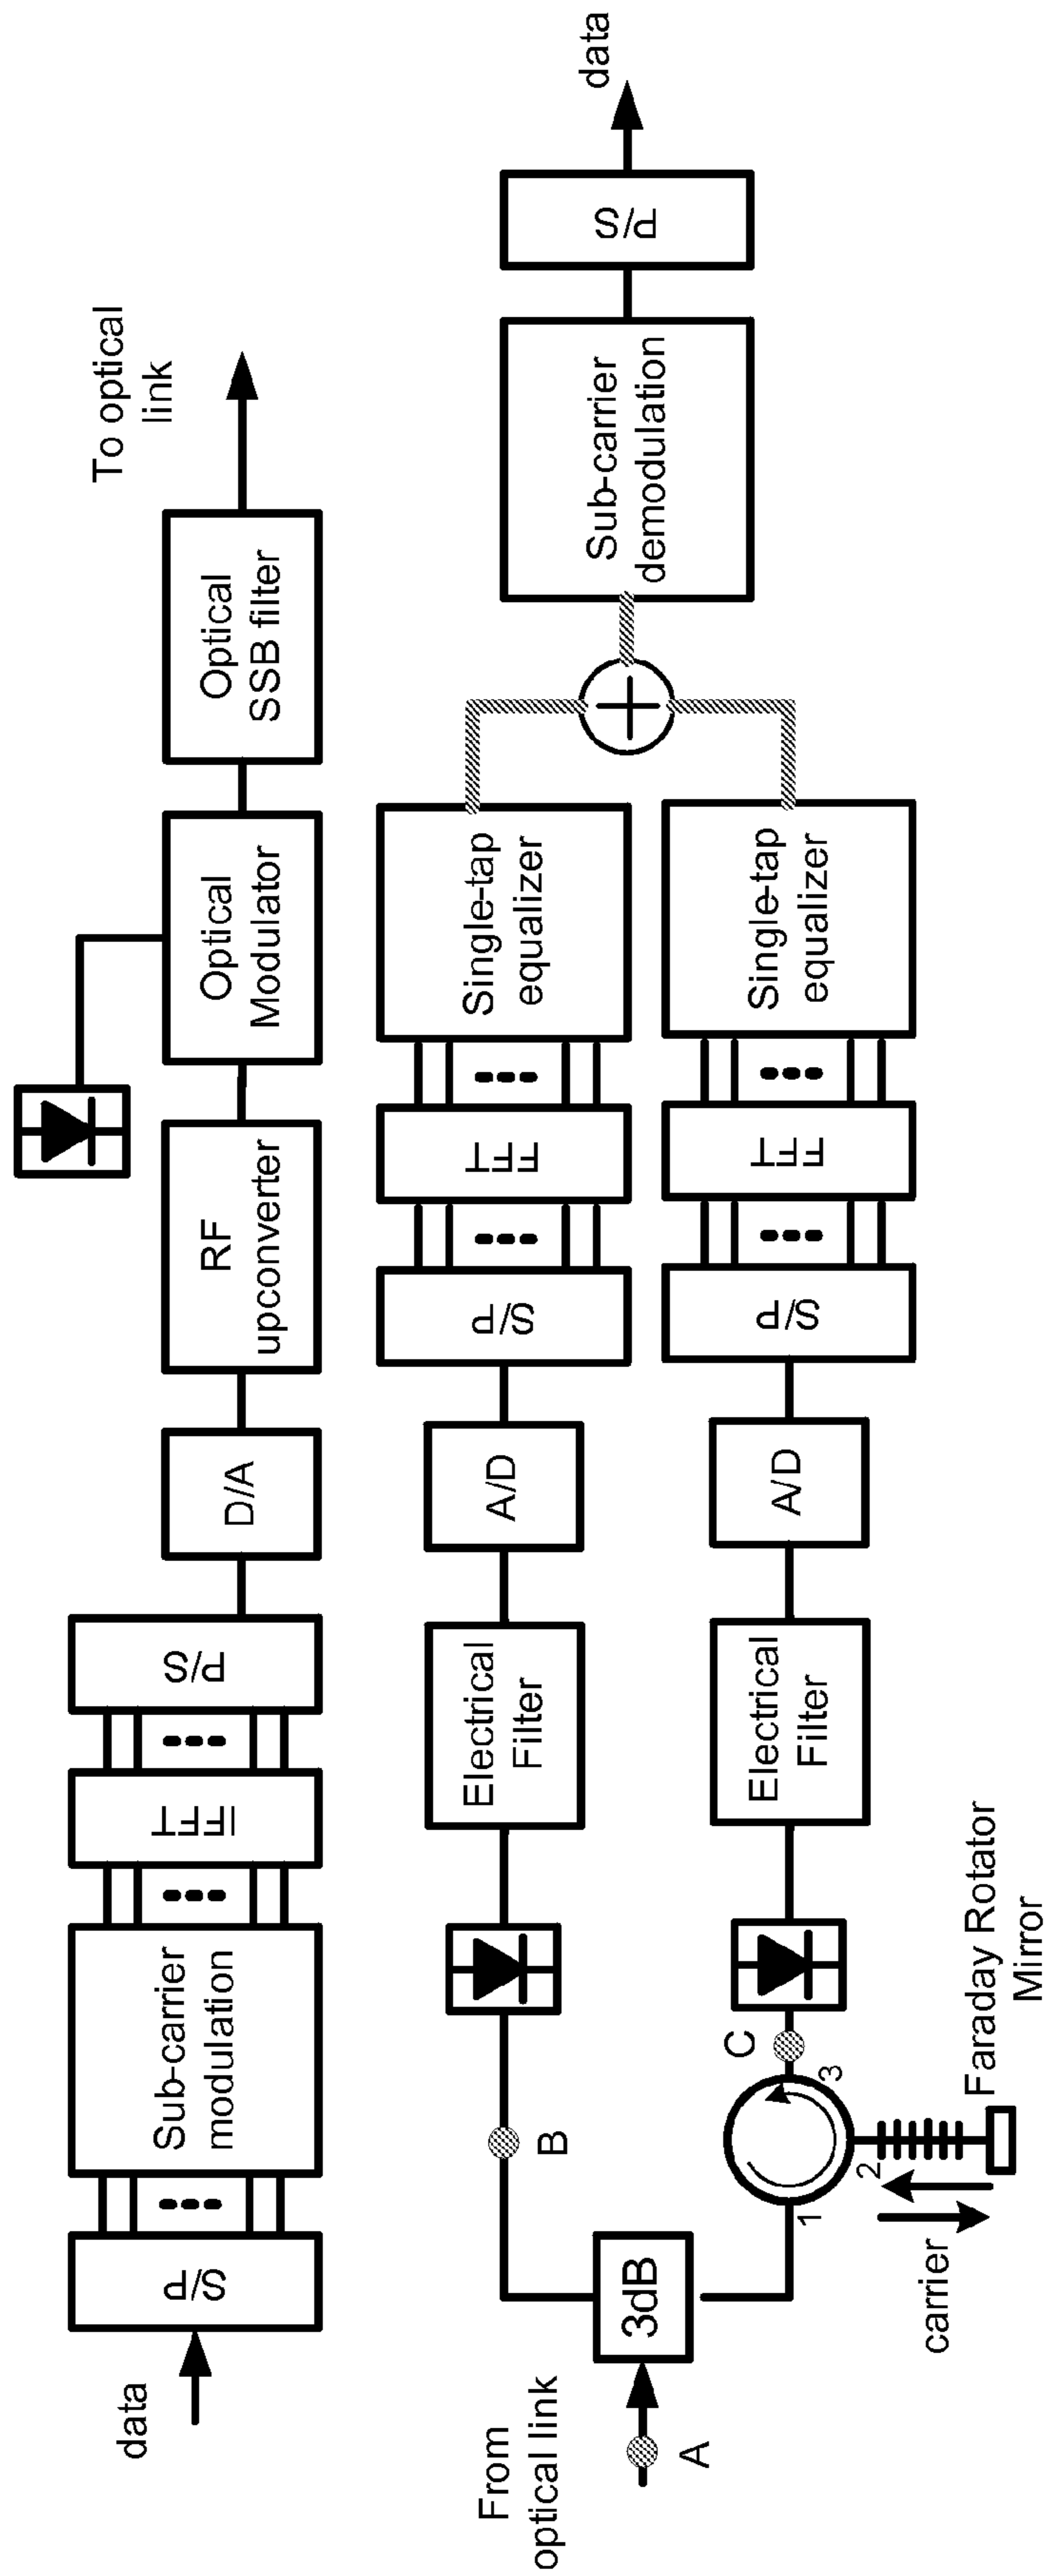 data
S/P
Sub-carrier
modulation
IFFT
P/S
D/A
RF
upconverter
Optical
Modulator
Optical
SSB filter
To optical
link
From
optical link
A
3dB
B
Electrical
Filter
A/D
S/P
FFT
Single-tap
equalizer
carrier
1
2
3
C
Faraday Rotator
Mirror
Electrical
Filter
A/D
S/P
FFT
Single-tap
equalizer
Sub-carrier
demodulation
P/S
data